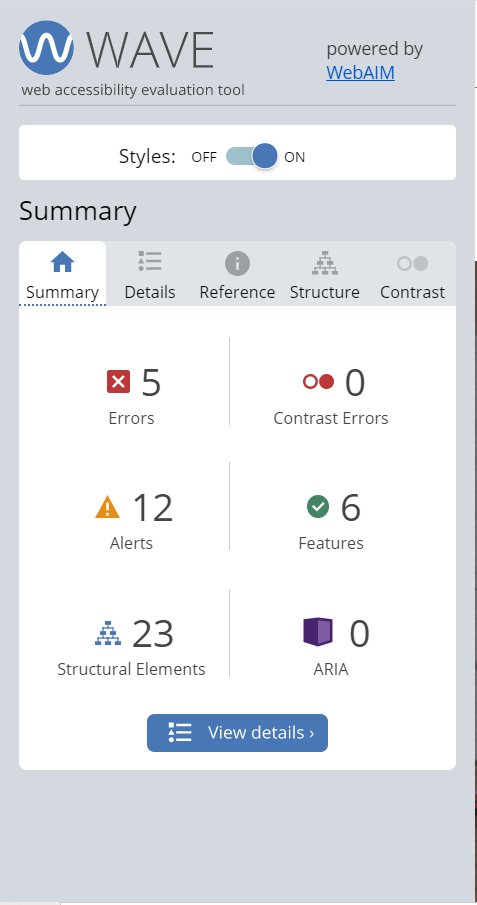 WAVE
web accessibility evaluation tool
powered by
WebAIM
Styles: OFF ON
Summary
Summary Details Reference Structure Contrast
5
Errors
0
Contrast Errors
12
Alerts
6
Features
23
Structural Elements
0
ARIA
View details ›